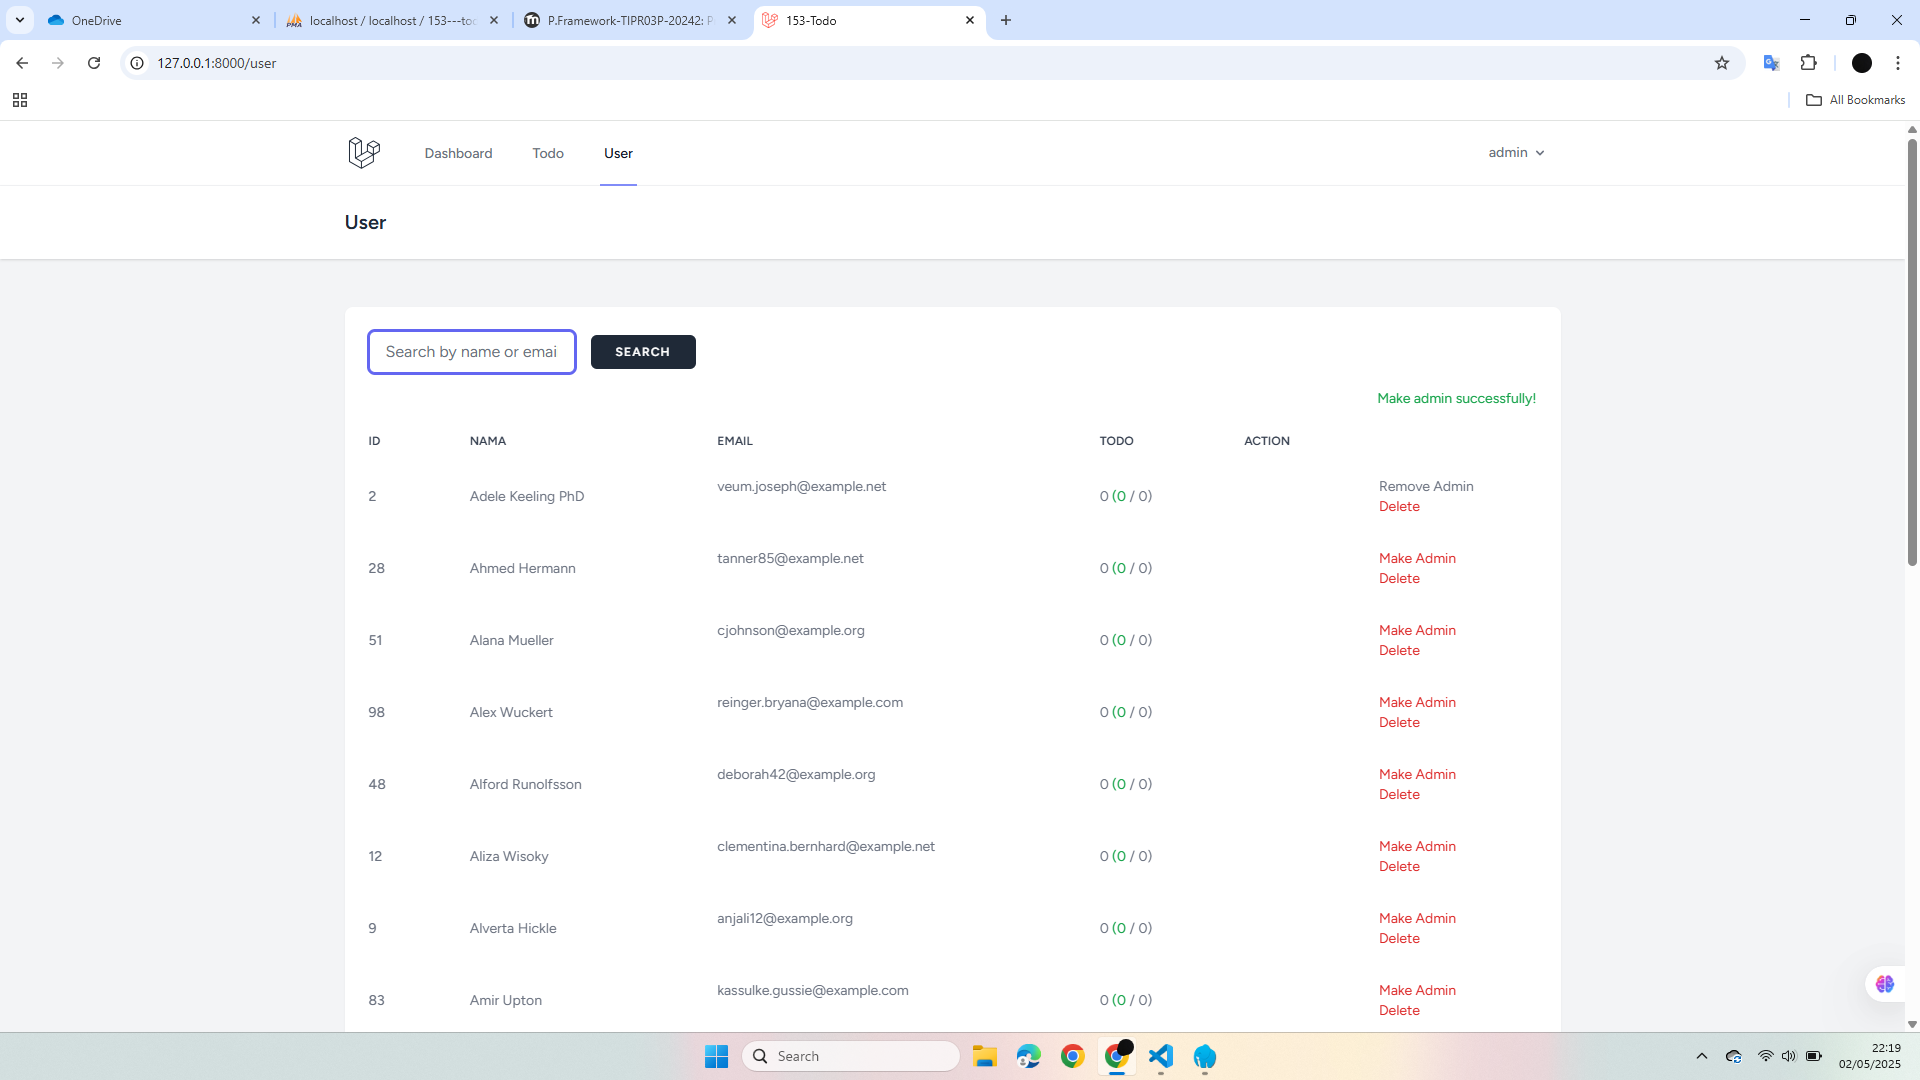 OneDrive
localhost / localhost / 153---too
P.Framework-TIPR03P-20242: P
153-Todo
127.0.0.1:8000/user
All Bookmarks
Dashboard Todo User admin
User
Search by name or emai SEARCH
Make admin successfully!
ID NAMA EMAIL TODO ACTION
2 Adele Keeling PhD veum.joseph@example.net 0 (0 / 0) Remove Admin
Delete
28 Ahmed Hermann tanner85@example.net 0 (0 / 0) Make Admin
Delete
51 Alana Mueller cjohnson@example.org 0 (0 / 0) Make Admin
Delete
98 Alex Wuckert reinger.bryana@example.com 0 (0 / 0) Make Admin
Delete
48 Alford Runolfsson deborah42@example.org 0 (0 / 0) Make Admin
Delete
12 Aliza Wisoky clementina.bernhard@example.net 0 (0 / 0) Make Admin
Delete
9 Alverta Hickle anjali12@example.org 0 (0 / 0) Make Admin
Delete
83 Amir Upton kassulke.gussie@example.com 0 (0 / 0) Make Admin
Delete
Search
22:19
02/05/2025